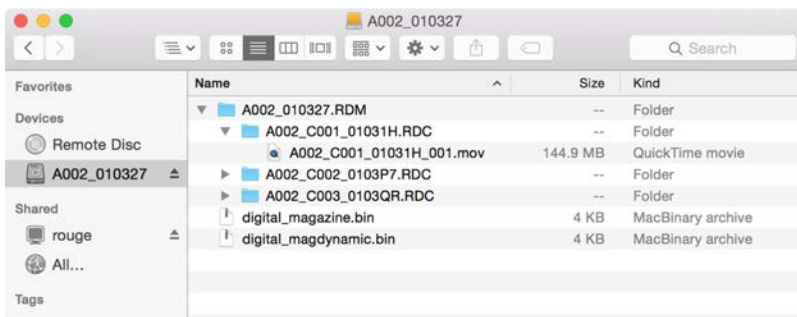 A002_010327
Search
Favorites
Devices
Remote Disc
A002_010327
Shared
rouge
All...
Tags
Name Size Kind
A002_010327.RDM -- Folder
A002_C001_01031H.RDC -- Folder
A002_C001_01031H_001.mov 144.9 MB QuickTime movie
A002_C002_0103P7.RDC -- Folder
A002_C003_0103QR.RDC -- Folder
digital_magazine.bin 4 KB MacBinary archive
digital_magdynamic.bin 4 KB MacBinary archive